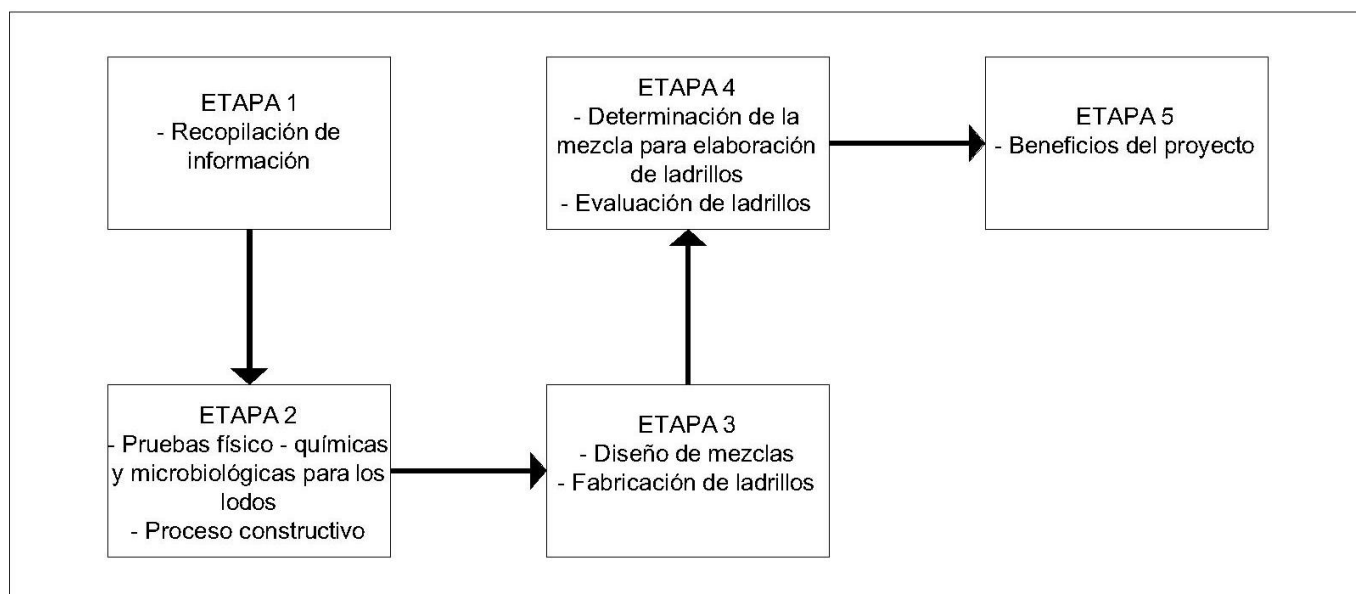 ETAPA 1
- Recopilación de
información
ETAPA 2
- Pruebas físico - químicas
y microbiológicas para los
lodos
- Proceso constructivo
ETAPA 3
- Diseño de mezclas
- Fabricación de ladrillos
ETAPA 4
- Determinación de la
mezcla para elaboración
de ladrillos
- Evaluación de ladrillos
ETAPA 5
- Beneficios del proyecto